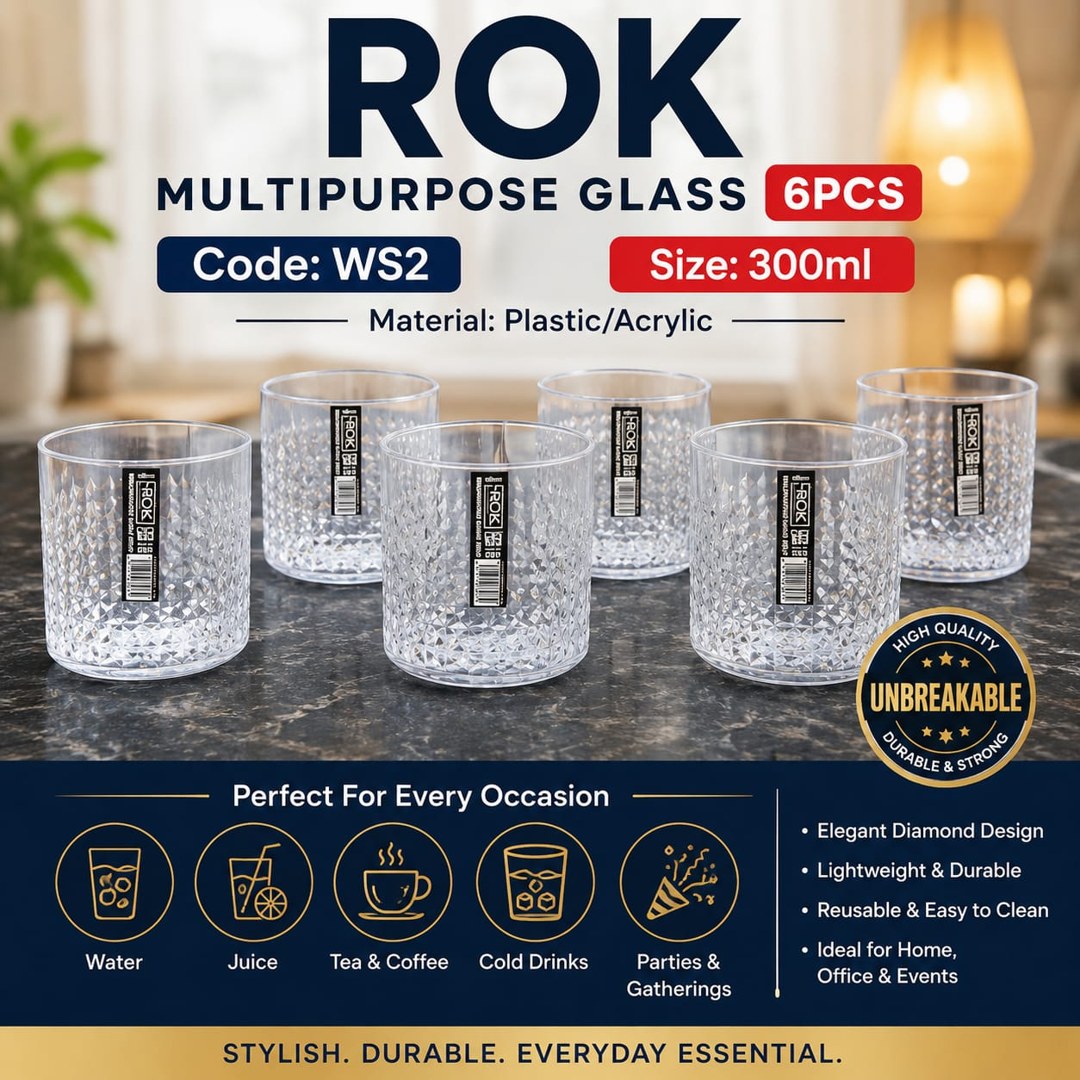 ROK
MULTIPURPOSE GLASS 6PCS
Code: WS2
Size: 300ml
Material: Plastic/Acrylic
ROK
ROK
ROK
ROK
ROK
ROK
HIGH QUALITY
UNBREAKABLE
DURABLE & STRONG
Perfect For Every Occasion
Water
Juice
Tea & Coffee
Cold Drinks
Parties &
Gatherings
• Elegant Diamond Design
• Lightweight & Durable
• Reusable & Easy to Clean
• Ideal for Home,
Office & Events
STYLISH. DURABLE. EVERYDAY ESSENTIAL.